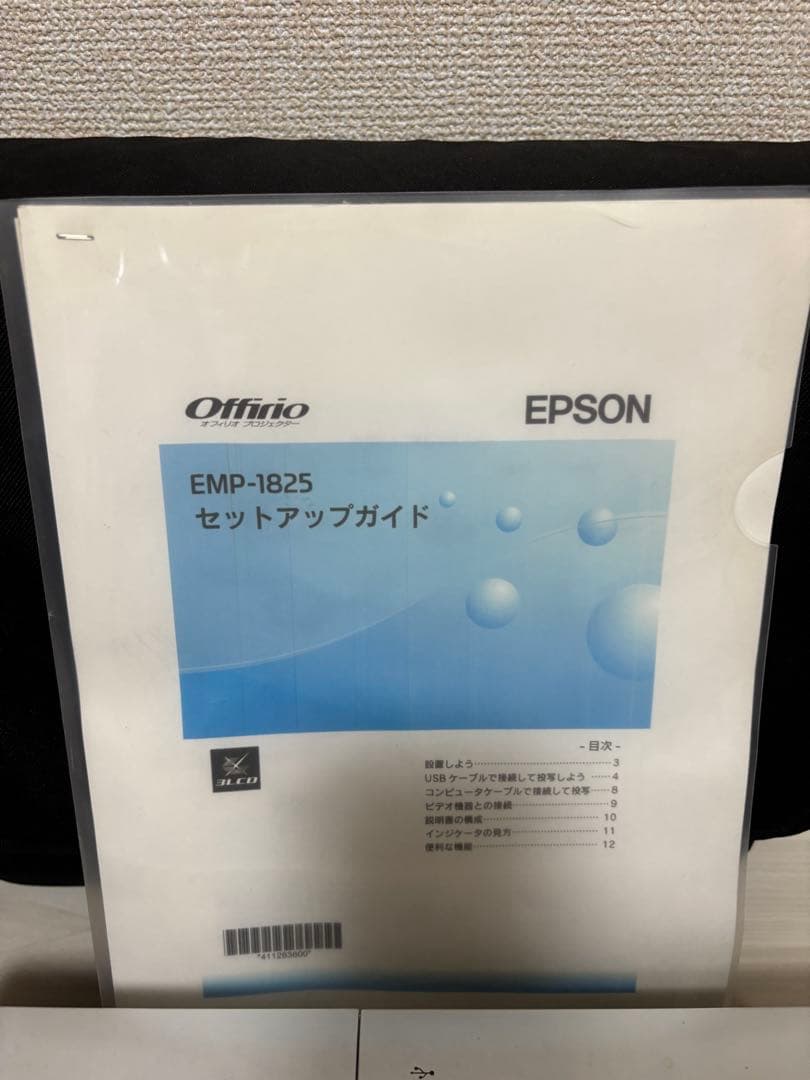 Offirio
オフィリオ プロジェクター
EPSON
EMP-1825
セットアップガイド
- 目次 -
設置しよう……………………………………3
USBケーブルで接続して投写しよう ……4
コンピュータケーブルで接続して投写……8
ビデオ機器との接続………………………9
説明書の構成………………………………10
インジケータの見方………………………11
便利な機能…………………………………12
3LCD
*411283800*